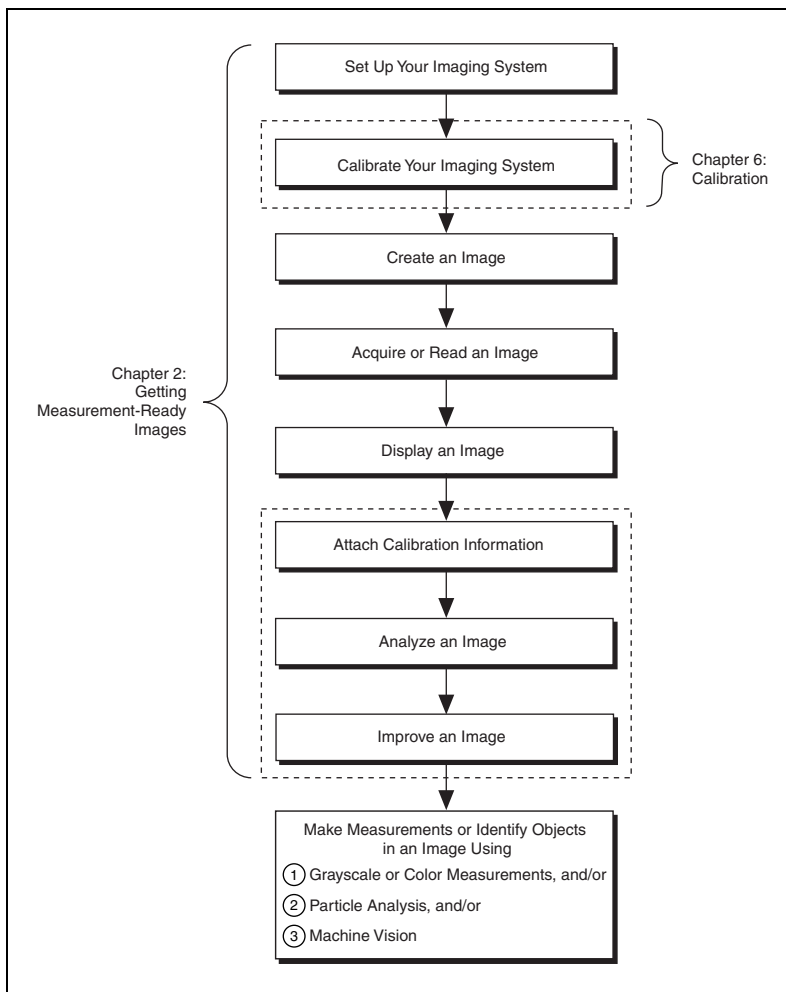 Set Up Your Imaging System
Calibrate Your Imaging System
Chapter 6:
Calibration
Create an Image
Acquire or Read an Image
Chapter 2:
Getting
Measurement-Ready
Images
Display an Image
Attach Calibration Information
Analyze an Image
Improve an Image
Make Measurements or Identify Objects
in an Image Using
1 Grayscale or Color Measurements, and/or
2 Particle Analysis, and/or
3 Machine Vision